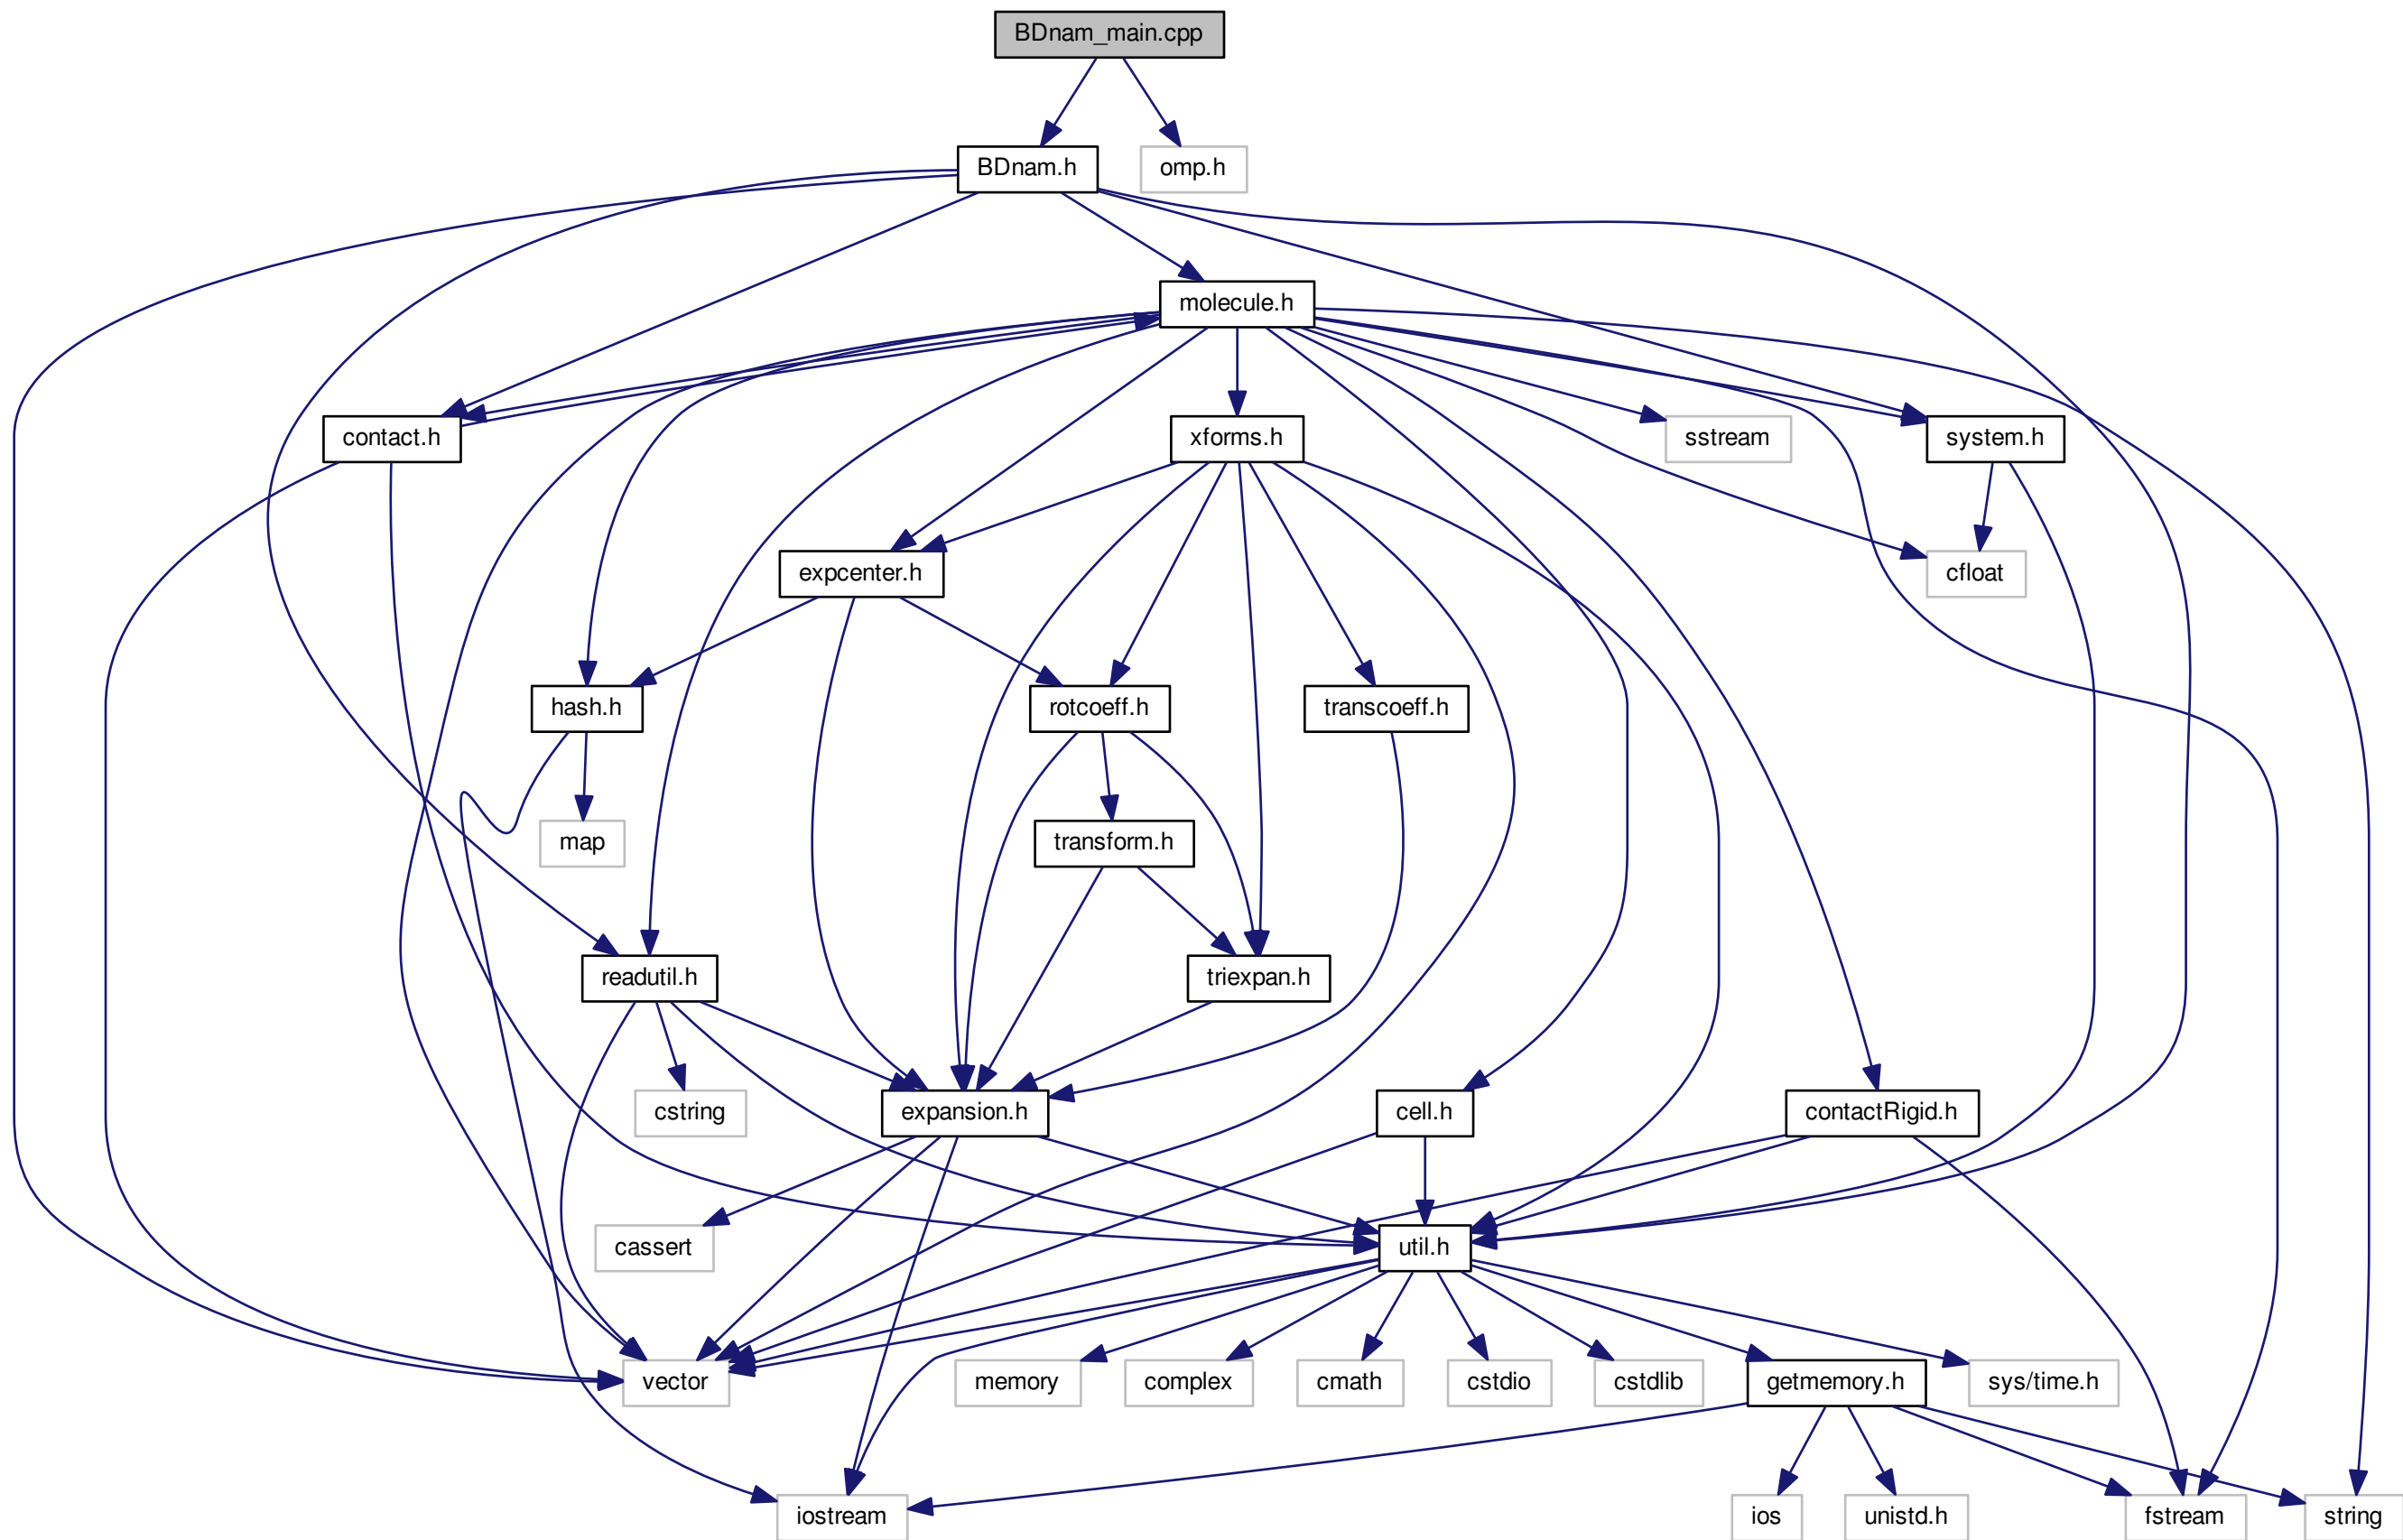 BDnam_main.cpp
BDnam.h
omp.h
molecule.h
contact.h
xforms.h
sstream
system.h
expcenter.h
cfloat
hash.h
rotcoeff.h
transcoeff.h
map
transform.h
readutil.h
triexpan.h
cstring
expansion.h
cell.h
contactRigid.h
cassert
util.h
vector
memory
complex
cmath
cstdio
cstdlib
getmemory.h
sys/time.h
iostream
ios
unistd.h
fstream
string